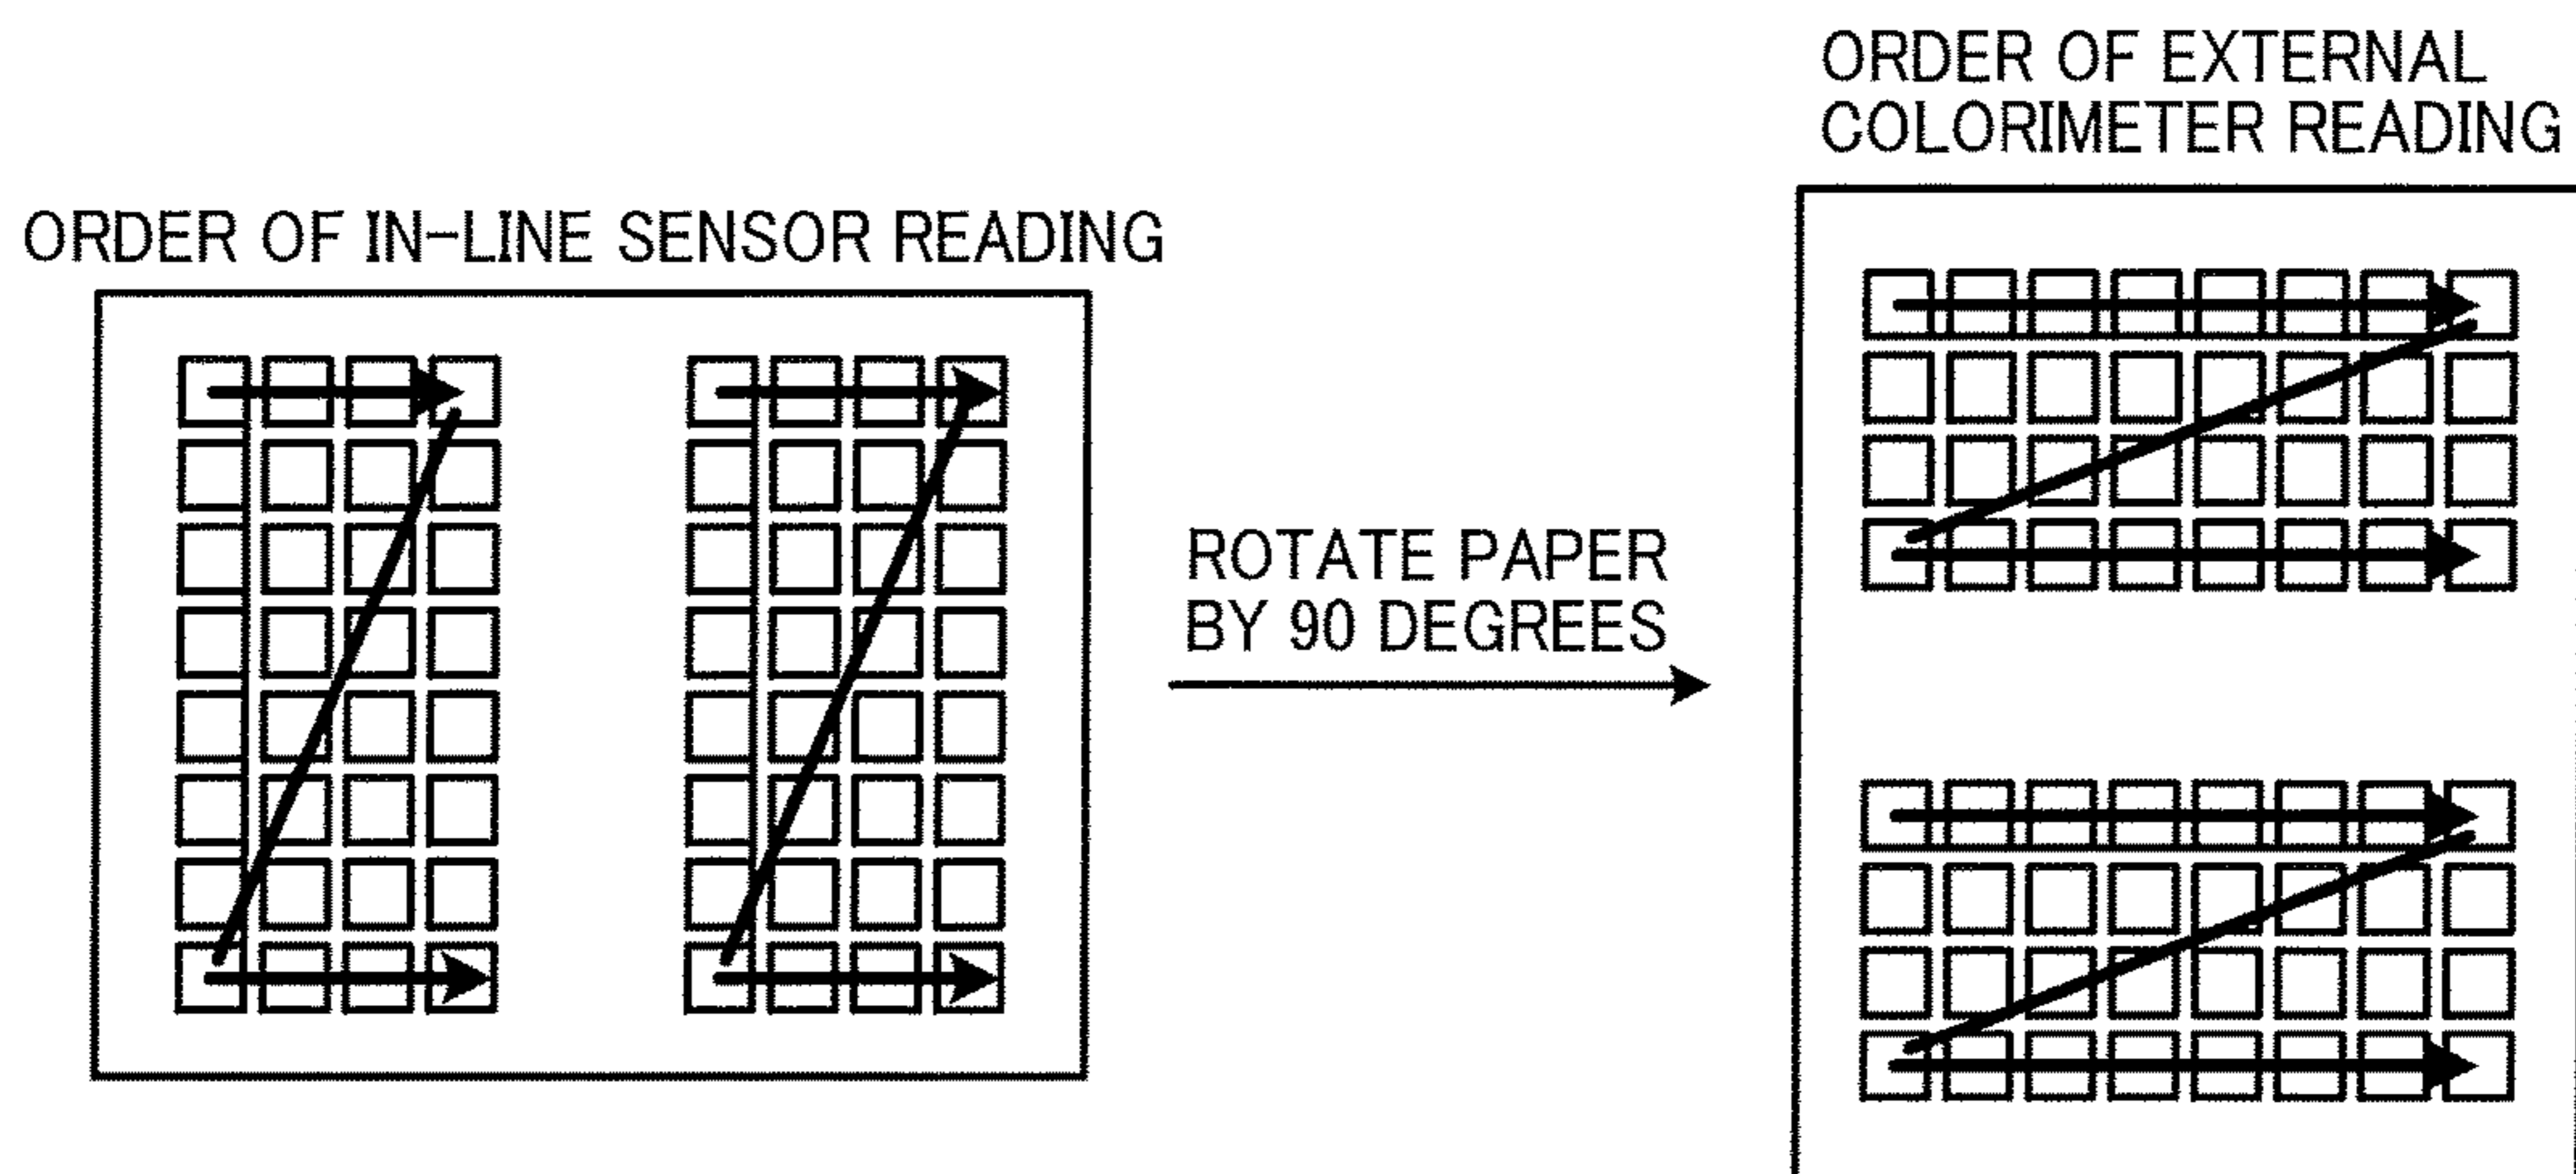 ORDER OF IN-LINE SENSOR READING
ROTATE PAPER
BY 90 DEGREES
ORDER OF EXTERNAL
COLORIMETER READING